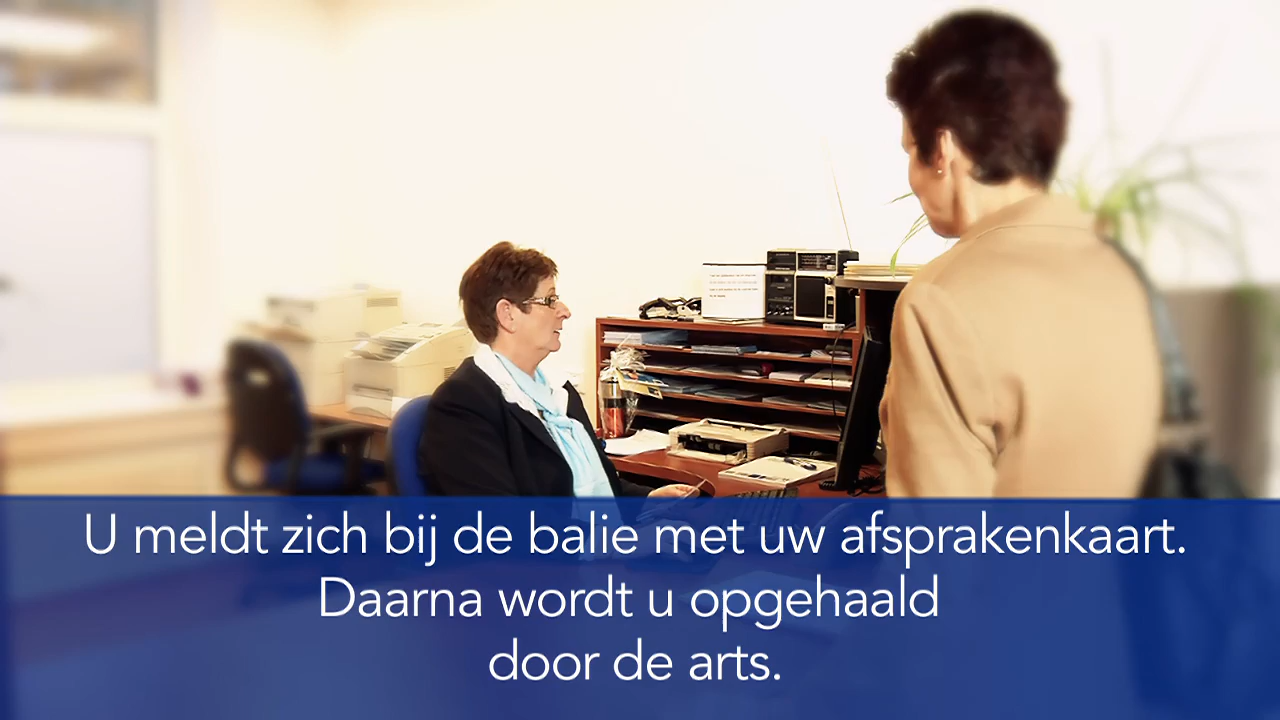 U meldt zich bij de balie met uw afsprakenkaart.
Daarna wordt u opgehaald
door de arts.